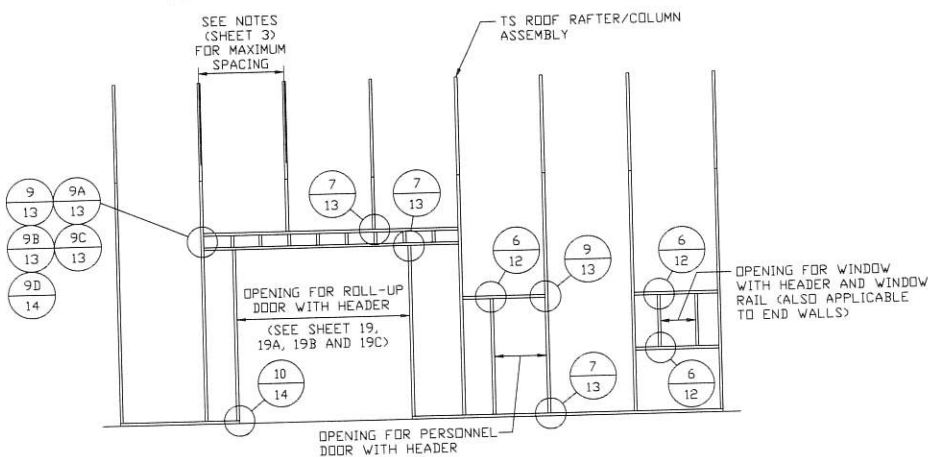 SEE NOTES
(SHEET 3)
FOR MAXIMUM
SPACING
TS ROOF RAFTER/COLUMN
ASSEMBLY
9
13
9A
13
9B
13
9C
13
9D
14
7
13
7
13
6
12
9
13
6
12
OPENING FOR WINDOW
WITH HEADER AND WINDOW
RAIL (ALSO APPLICABLE
TO END WALLS)
OPENING FOR ROLL-UP
DOOR WITH HEADER
(SEE SHEET 19,
19A, 19B AND 19C)
10
14
7
13
6
12
OPENING FOR PERSONNEL
DOOR WITH HEADER